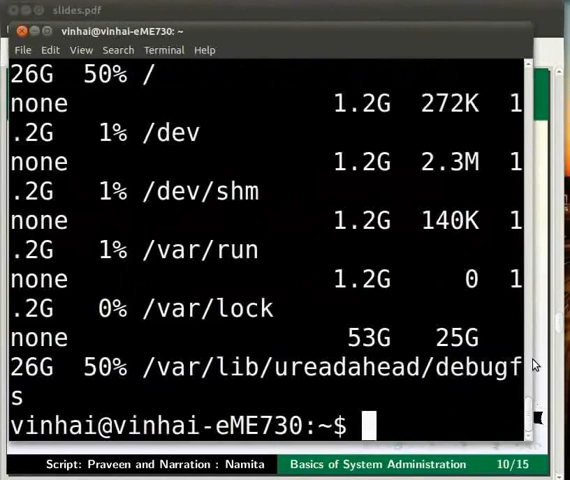 slides.pdf
vinhai@vinhai-eME730: ~
File Edit View Search Terminal Help
26G 50% /
none 1.2G 272K 1
.2G 1% /dev
none 1.2G 2.3M 1
.2G 1% /dev/shm
none 1.2G 140K 1
.2G 1% /var/run
none 1.2G 0 1
.2G 0% /var/lock
none 53G 25G
26G 50% /var/lib/ureadahead/debugf
s
vinhai@vinhai-eME730:~$
Script: Praveen and Narration : Namita Basics of System Administration 10/15